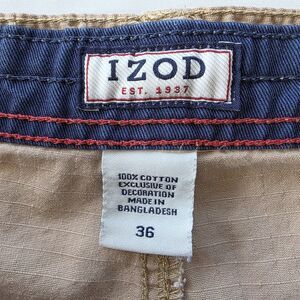 IZOD
EST. 1937
100% COTTON
EXCLUSIVE OF
DECORATION
MADE IN
BANGLADESH
36